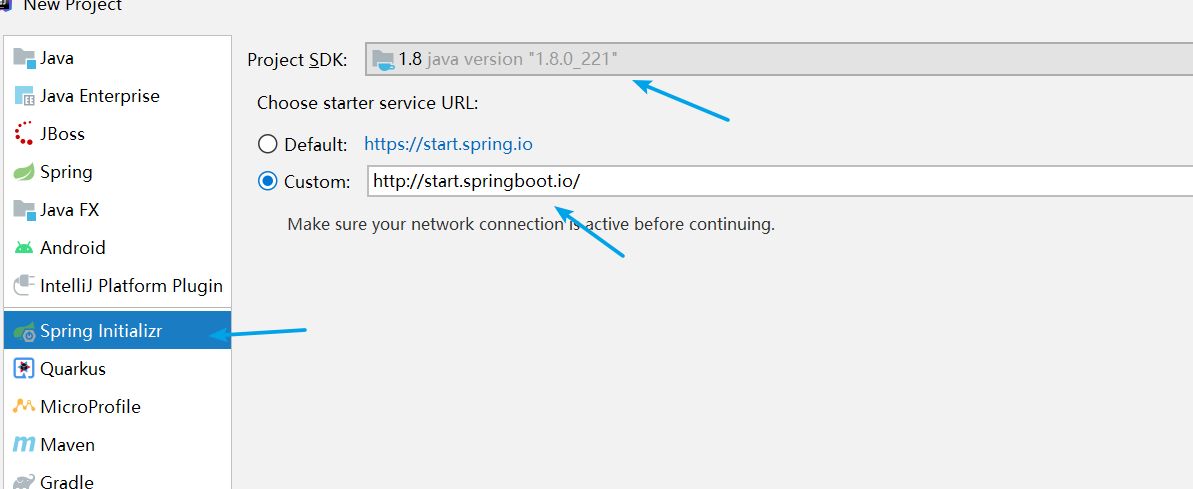 New Project
Java
Java Enterprise
JBoss
Spring
Java FX
Android
IntelliJ Platform Plugin
Spring Initializr
Quarkus
MicroProfile
Maven
Gradle
Project SDK: 1.8 java version "1.8.0_221"
Choose starter service URL:
Default: https://start.spring.io
Custom: http://start.springboot.io/
Make sure your network connection is active before continuing.